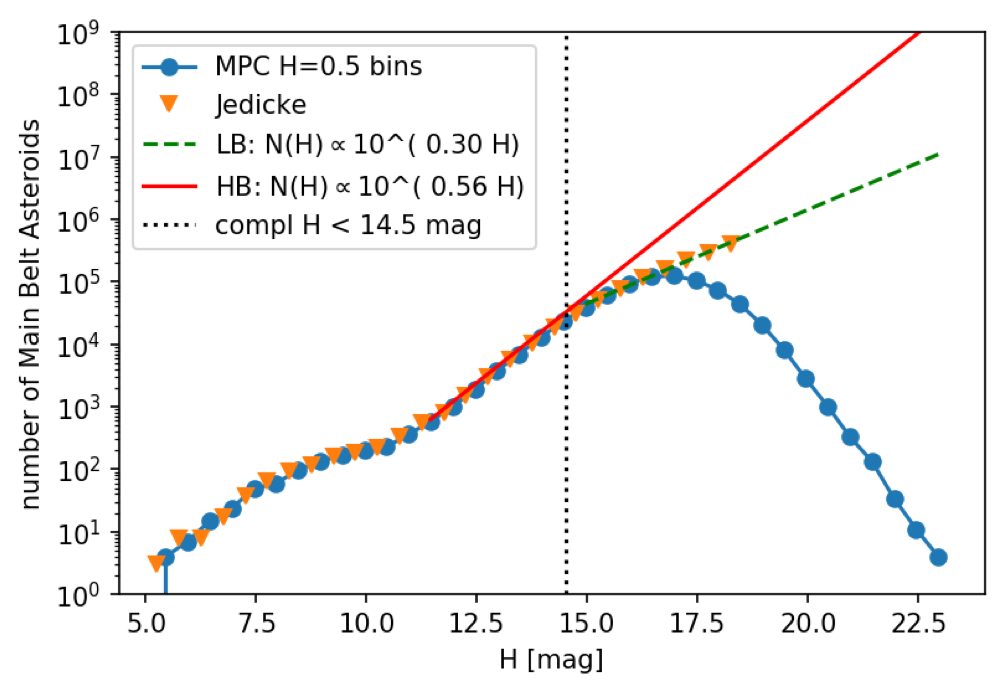 10⁹
10⁸
10⁷
10⁶
10⁵
10⁴
10³
10²
10¹
10⁰
number of Main Belt Asteroids
MPC H=0.5 bins
Jedicke
LB: N(H)∝10^( 0.30 H)
HB: N(H)∝10^( 0.56 H)
compl H < 14.5 mag
5.0 7.5 10.0 12.5 15.0 17.5 20.0 22.5
H [mag]